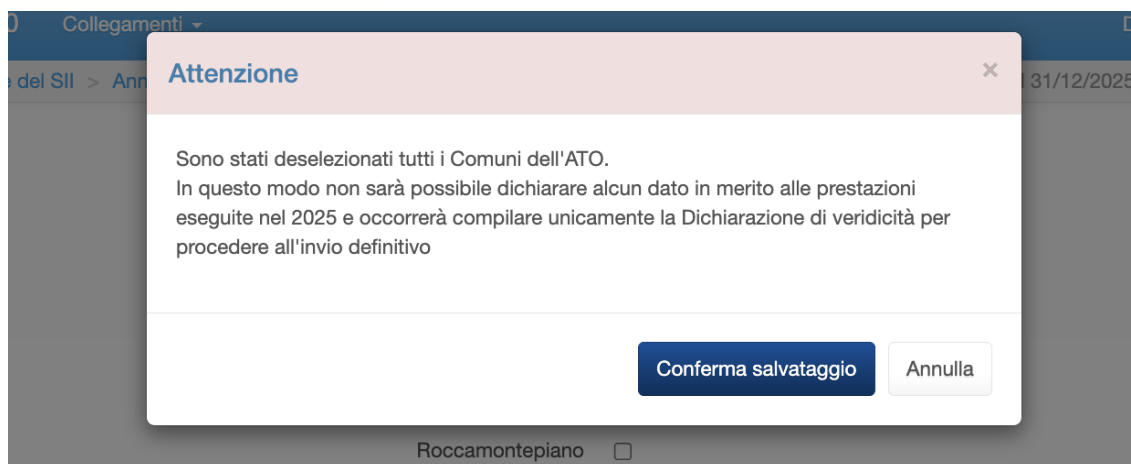 Collegamenti
del SII > Ann
31/12/2025
Attenzione
×
Sono stati deselezionati tutti i Comuni dell'ATO.
In questo modo non sarà possibile dichiarare alcun dato in merito alle prestazioni
eseguite nel 2025 e occorrerà compilare unicamente la Dichiarazione di veridicità per
procedere all'invio definitivo
Conferma salvataggio Annulla
Roccamontepiano